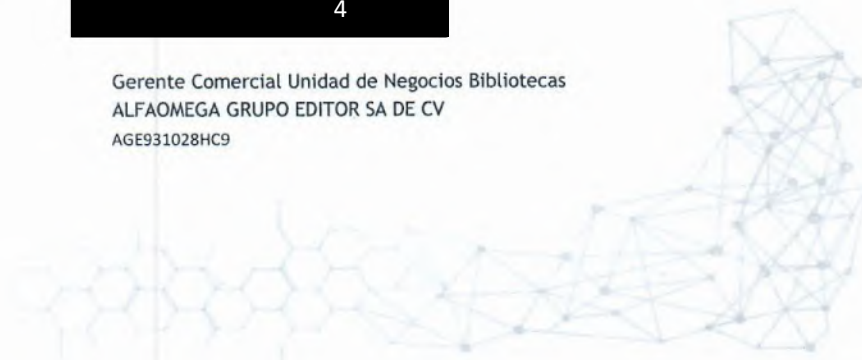 4
Gerente Comercial Unidad de Negocios Bibliotecas
ALFAOMEGA GRUPO EDITOR SA DE CV
AGE931028HC9